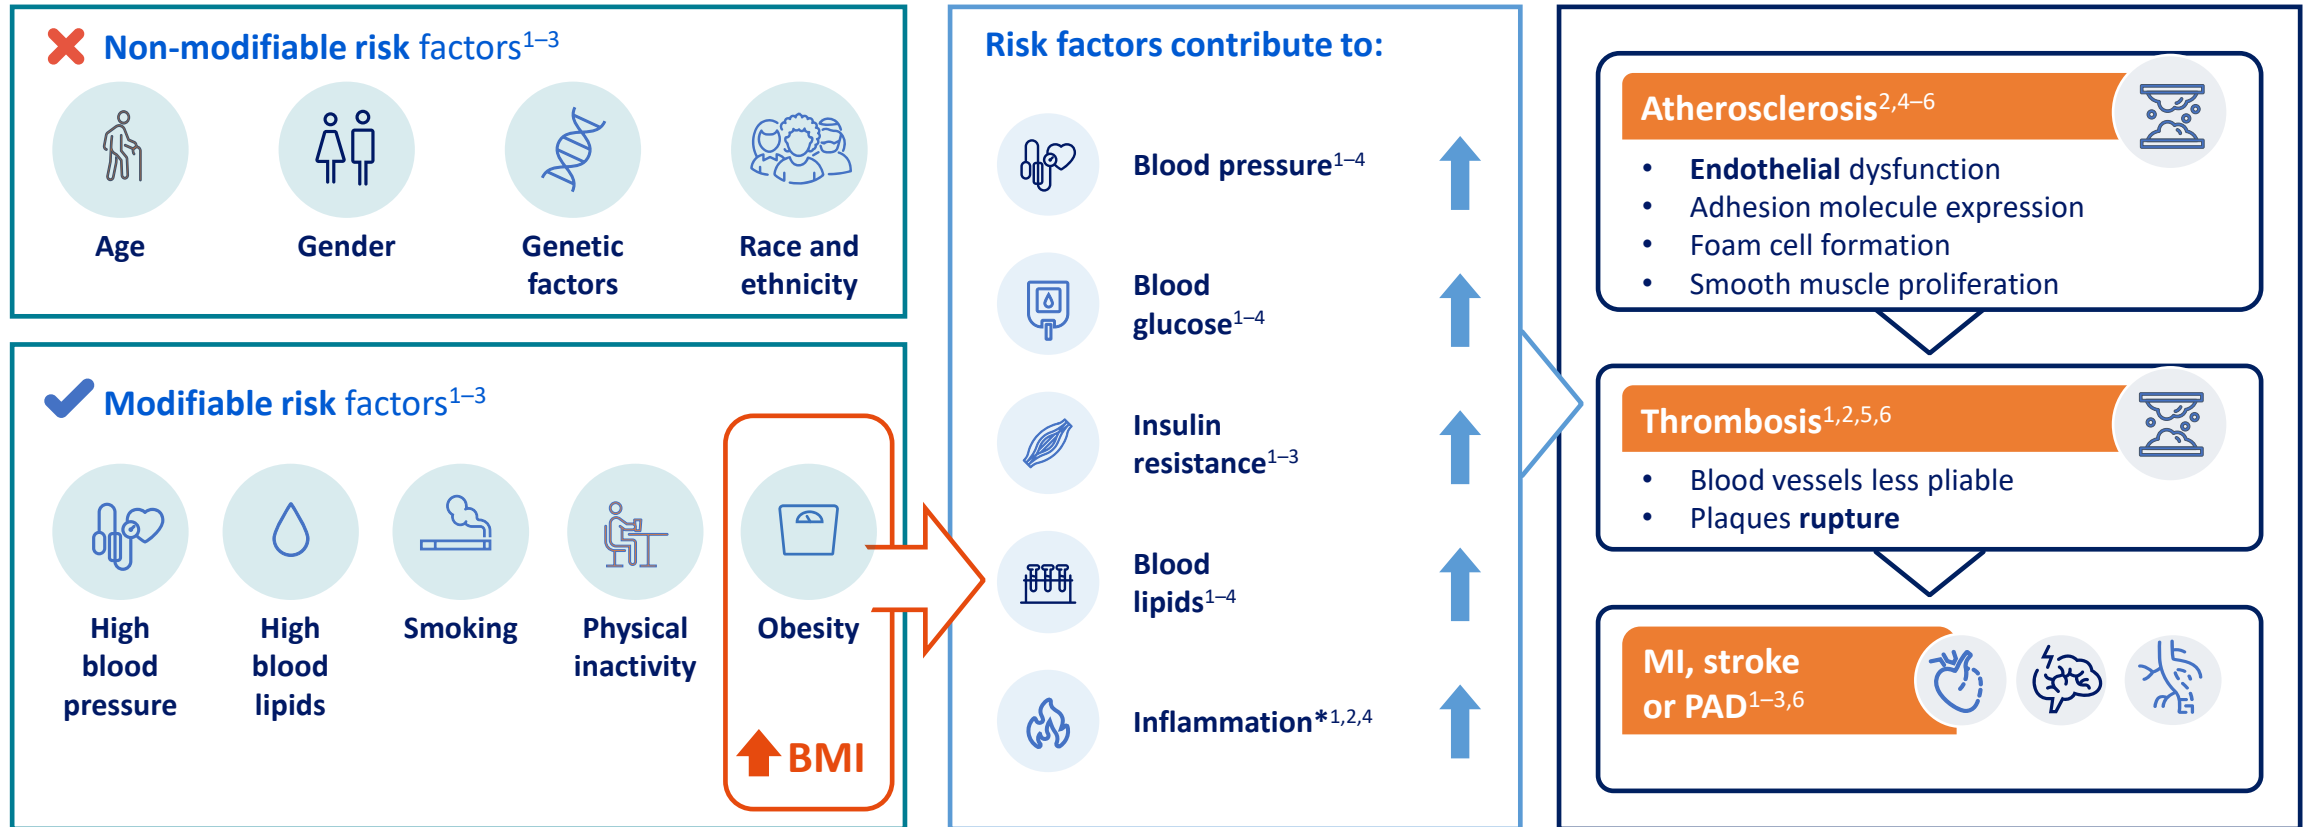 Non-modifiable risk factors1–3
Age
Gender
Genetic
factors
Race and
ethnicity
Modifiable risk factors1–3
High
blood
pressure
High
blood
lipids
Smoking
Physical
inactivity
Obesity
BMI
Risk factors contribute to:
Blood pressure1–4
Blood
glucose1–4
Insulin
resistance1–3
Blood
lipids1–4
Inflammation*1,2,4
Atherosclerosis2,4–6
• Endothelial dysfunction
• Adhesion molecule expression
• Foam cell formation
• Smooth muscle proliferation
Thrombosis1,2,5,6
• Blood vessels less pliable
• Plaques rupture
MI, stroke
or PAD1–3,6